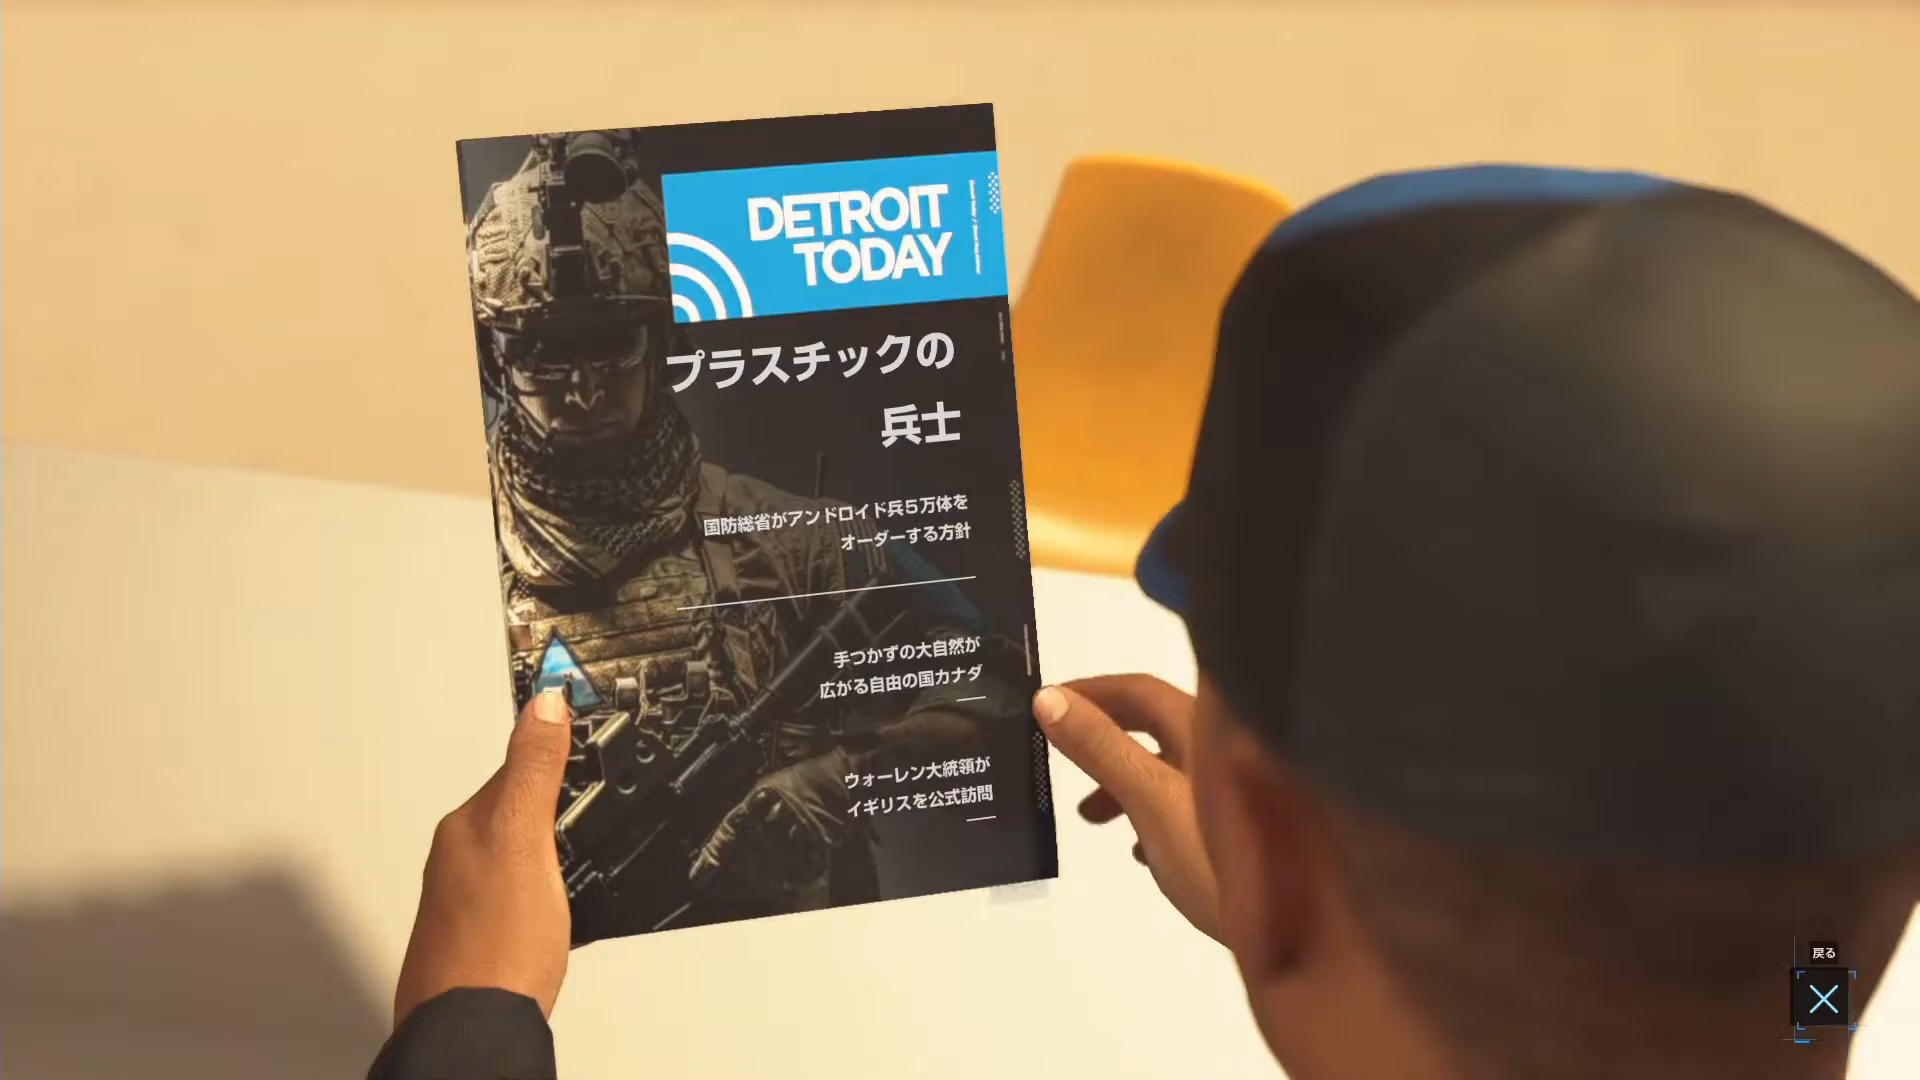 DETROIT
TODAY
プラスチックの
兵士
国防総省がアンドロイド兵5万体を
オーダーする方針
手つかずの大自然が
広がる自由の国カナダ
ウォーレン大統領が
イギリスを公式訪問
戻る